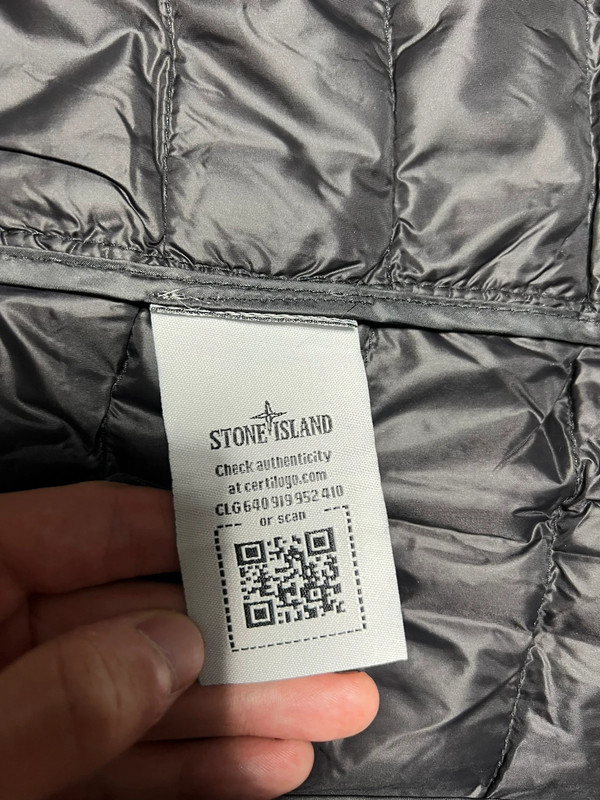 STONE ISLAND
Check authenticity
at certilogo.com
CLG 640 919 952 410
or scan